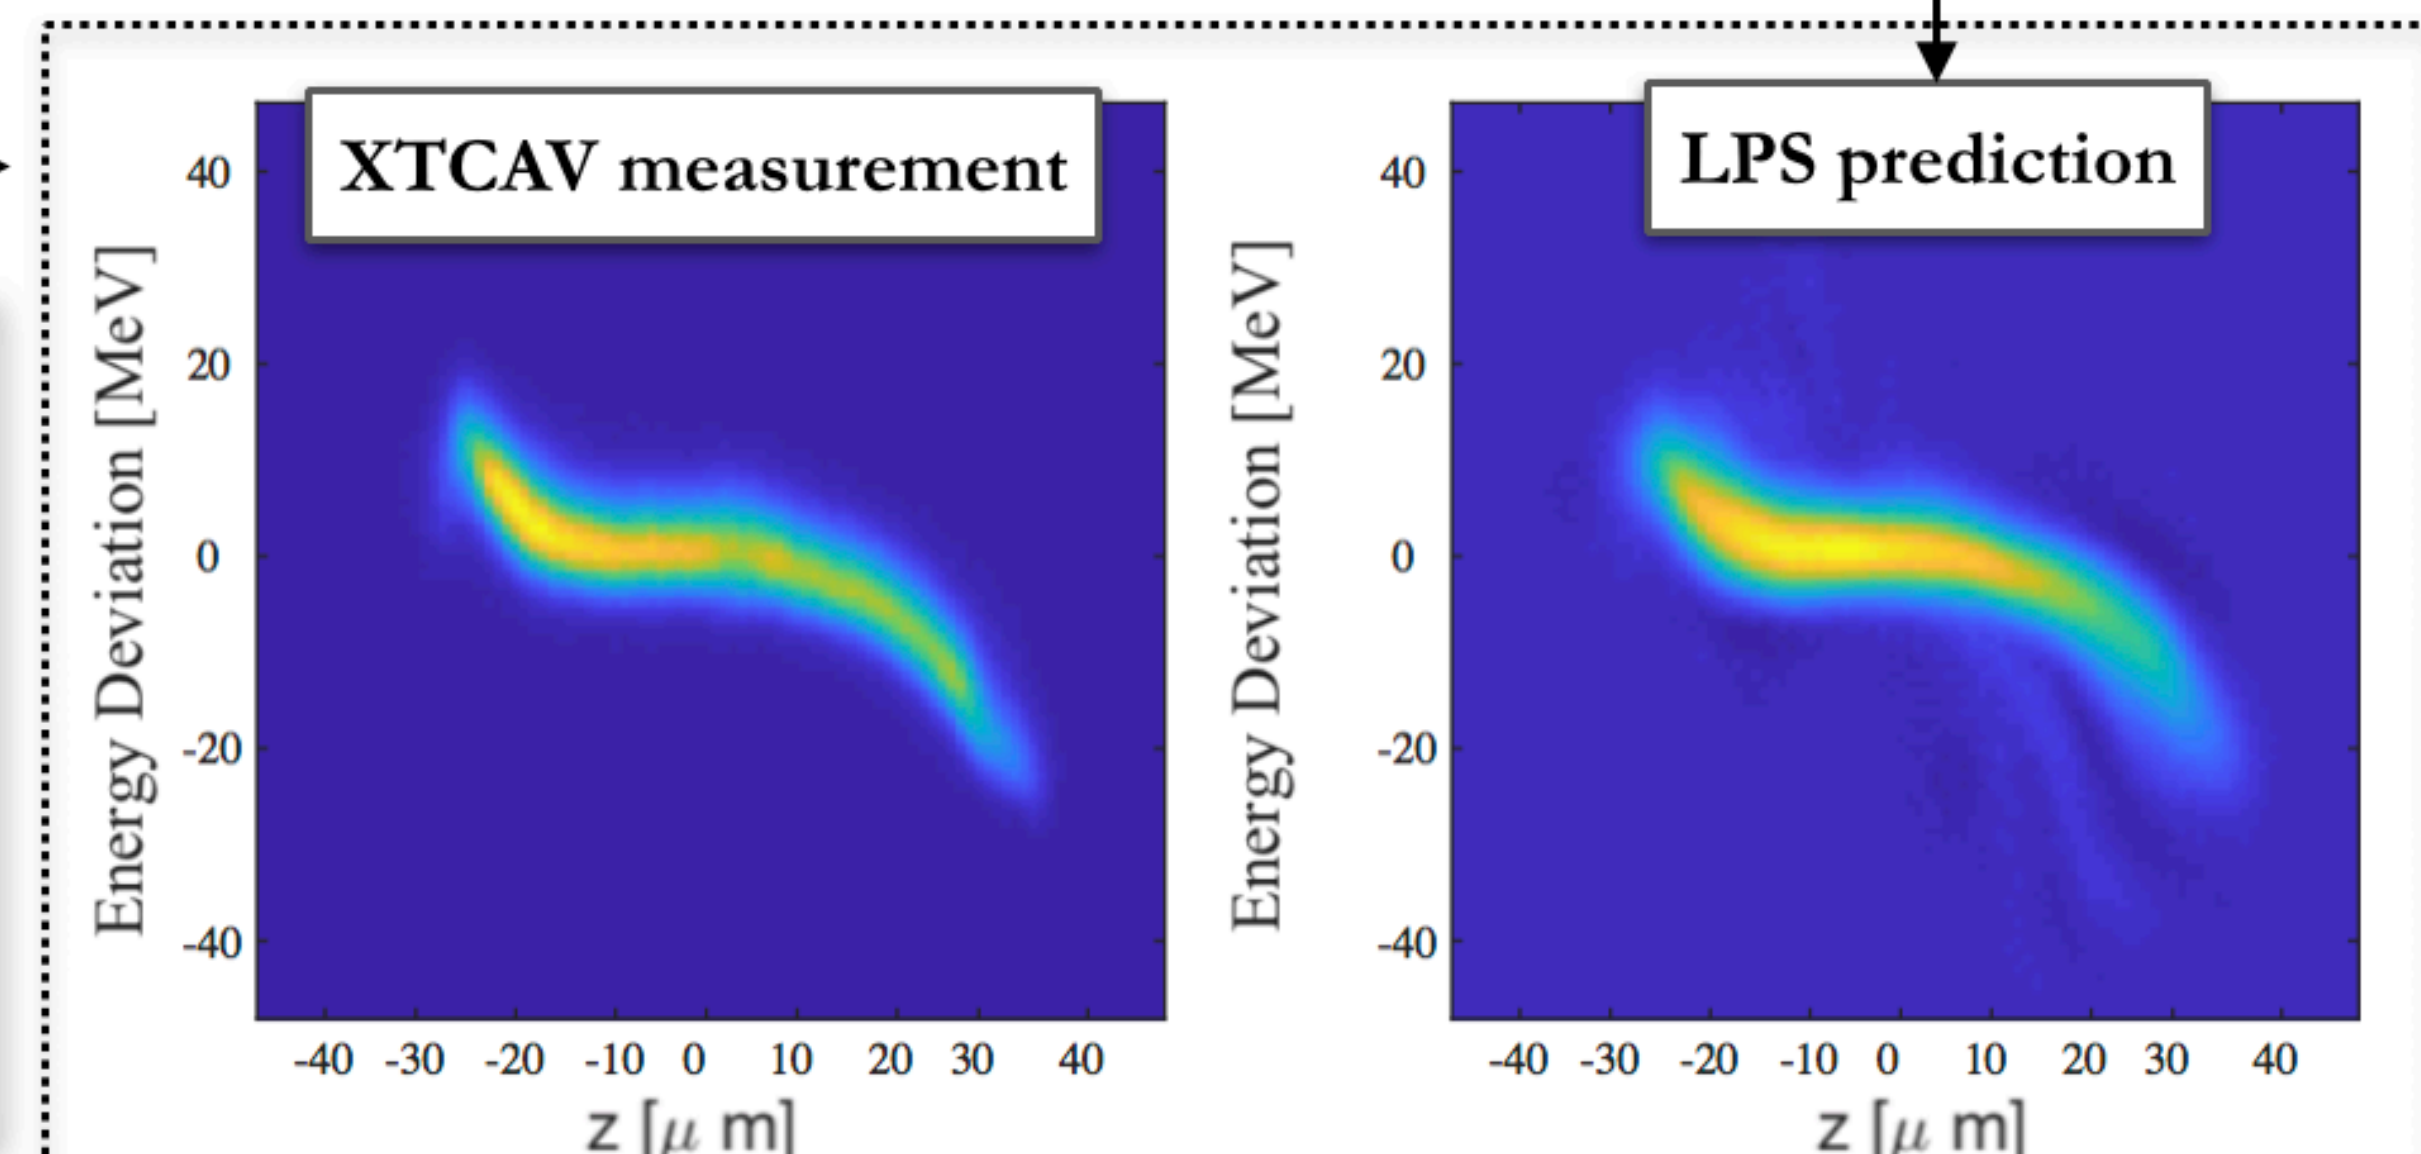 XTCAV measurement
40
20
0
-20
-40
Energy Deviation [MeV]
-40 -30 -20 -10 0 10 20 30 40
z [μ m]
LPS prediction
40
20
0
-20
-40
Energy Deviation [MeV]
-40 -30 -20 -10 0 10 20 30 40
z [μ m]